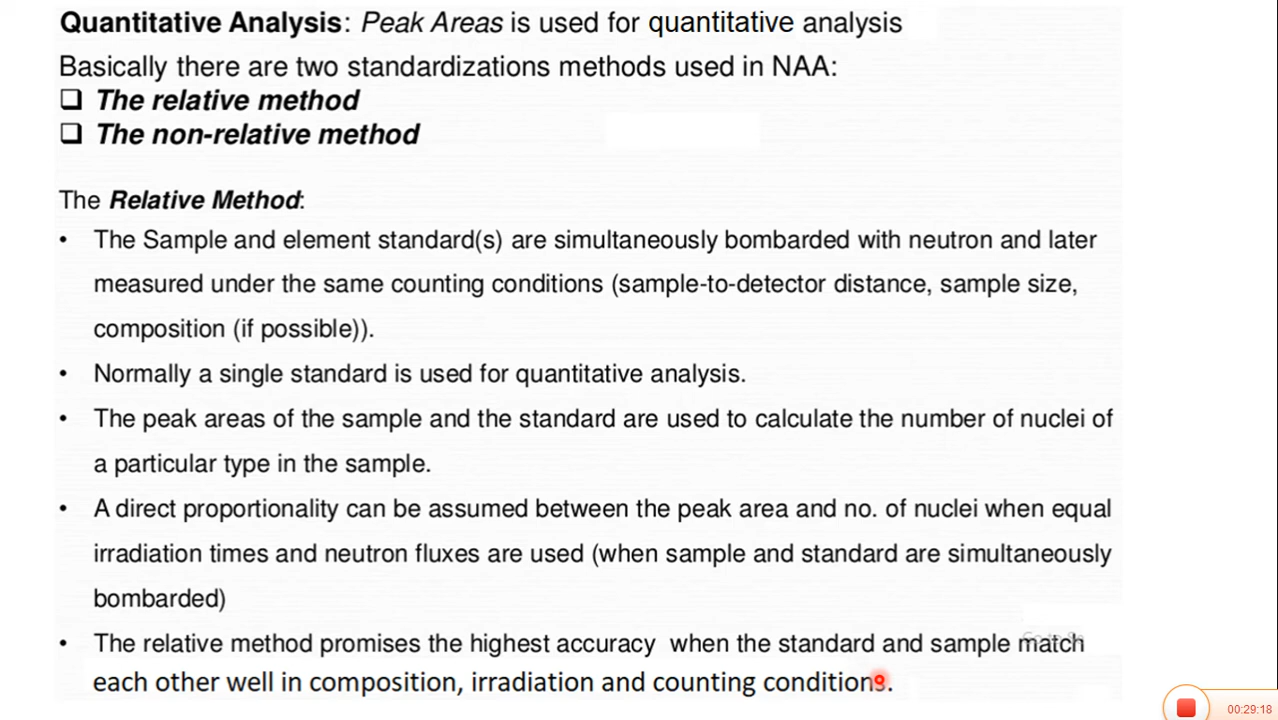 Quantitative Analysis: Peak Areas is used for quantitative analysis
Basically there are two standardizations methods used in NAA:
❑ The relative method
❑ The non-relative method
The Relative Method:
• The Sample and element standard(s) are simultaneously bombarded with neutron and later
measured under the same counting conditions (sample-to-detector distance, sample size,
composition (if possible)).
• Normally a single standard is used for quantitative analysis.
• The peak areas of the sample and the standard are used to calculate the number of nuclei of
a particular type in the sample.
• A direct proportionality can be assumed between the peak area and no. of nuclei when equal
irradiation times and neutron fluxes are used (when sample and standard are simultaneously
bombarded)
• The relative method promises the highest accuracy when the standard and sample match
each other well in composition, irradiation and counting conditions.
00:29:18